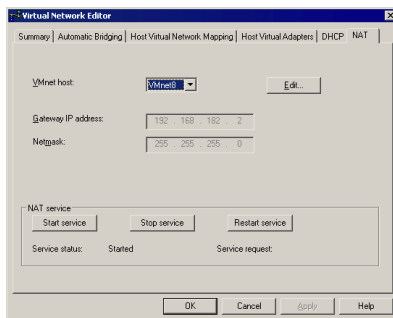 Virtual Network Editor
Summary Automatic Bridging Host Virtual Network Mapping Host Virtual Adapters DHCP NAT
VMnet host: VMnet8 Edit...
Gateway IP address: 192 . 168 . 182 . 2
Netmask: 255 . 255 . 255 . 0
NAT service
Start service Stop service Restart service
Service status: Started Service request:
OK Cancel Apply Help